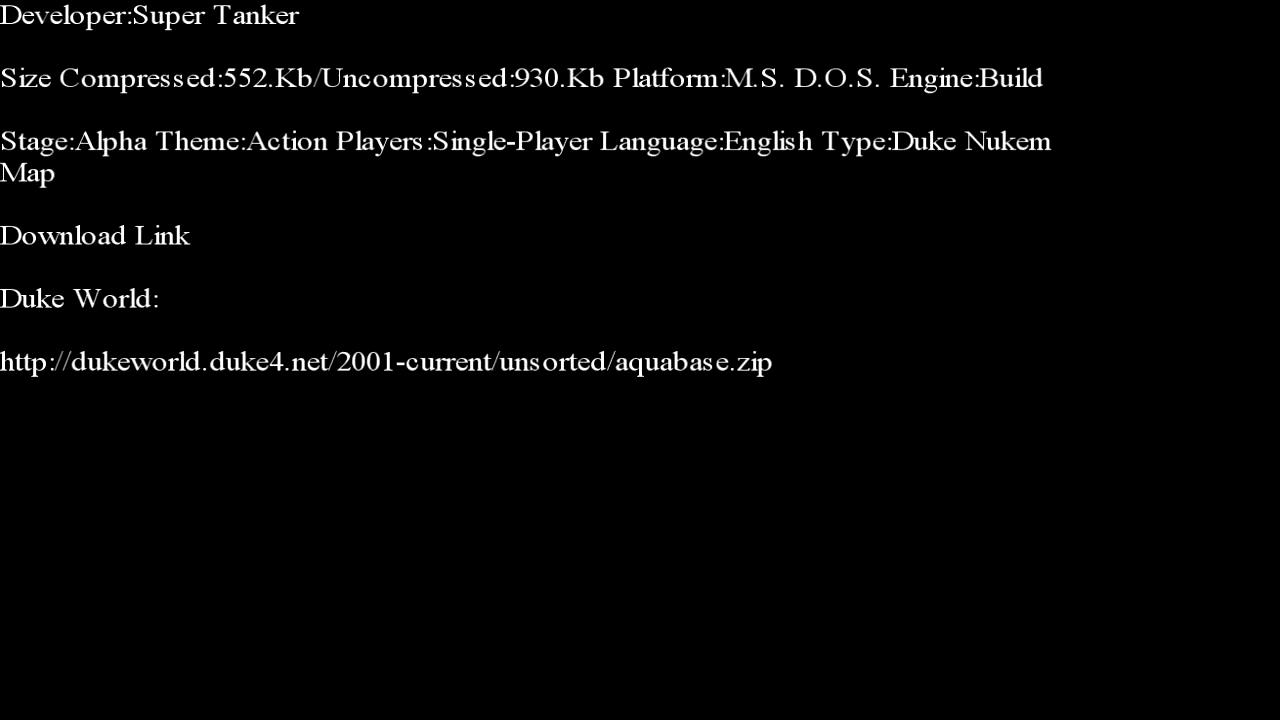 Developer:Super Tanker
Size Compressed:552.Kb/Uncompressed:930.Kb Platform:M.S. D.O.S. Engine:Build
Stage:Alpha Theme:Action Players:Single-Player Language:English Type:Duke Nukem
Map
Download Link
Duke World:
http://dukeworld.duke4.net/2001-current/unsorted/aquabase.zip